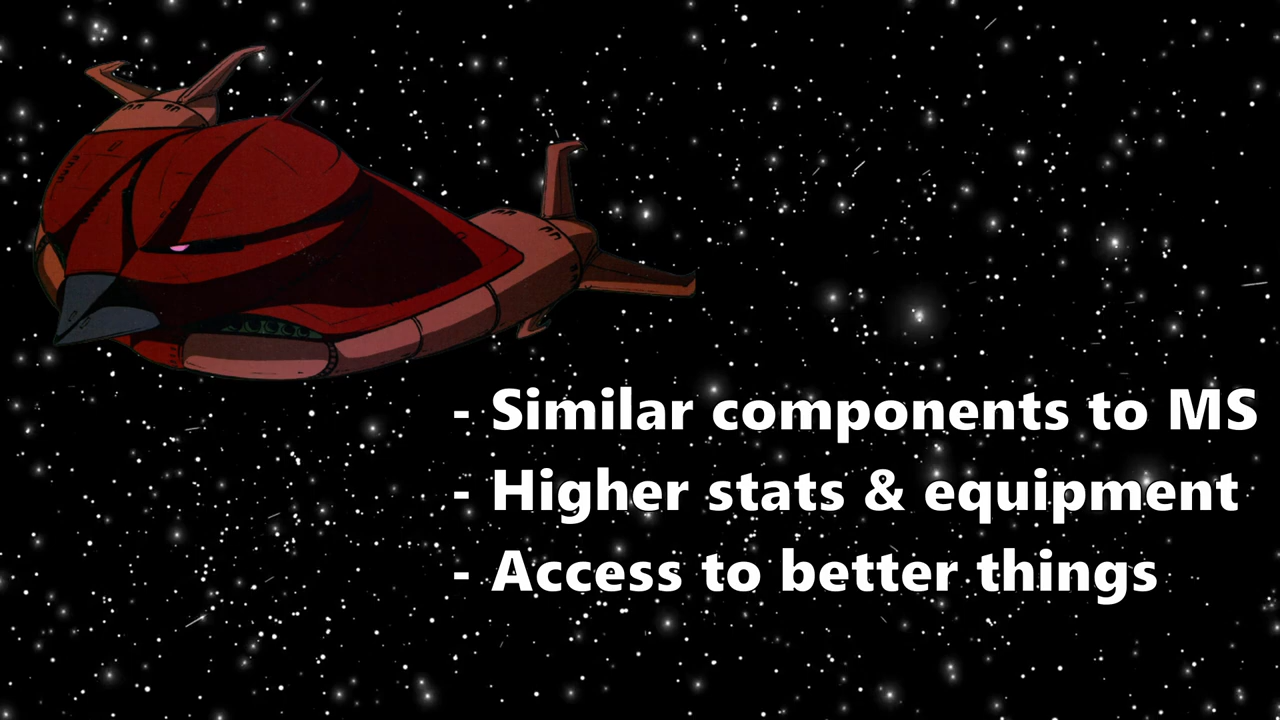 - Similar components to MS
- Higher stats & equipment
- Access to better things